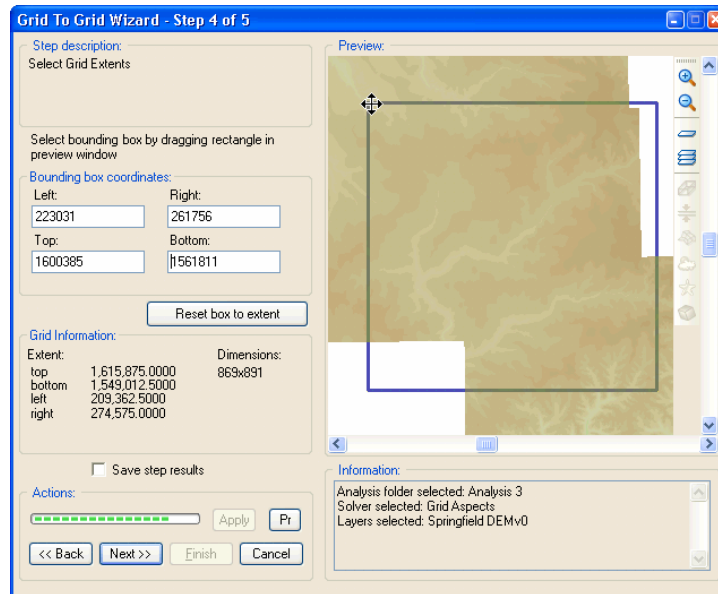 Grid To Grid Wizard - Step 4 of 5
Step description:
Select Grid Extents
Select bounding box by dragging rectangle in
preview window
Bounding box coordinates:
Left: Right:
223031 261756
Top: Bottom:
1600385 1561811
Reset box to extent
Grid Information:
Extent: Dimensions:
top 1,615,875.0000 869x891
bottom 1,549,012.5000
left 209,362.5000
right 274,575.0000
Save step results
Actions:
Apply Pr
<< Back Next >> Finish Cancel
Preview:
Information:
Analysis folder selected: Analysis 3
Solver selected: Grid Aspects
Layers selected: Springfield DEMv0